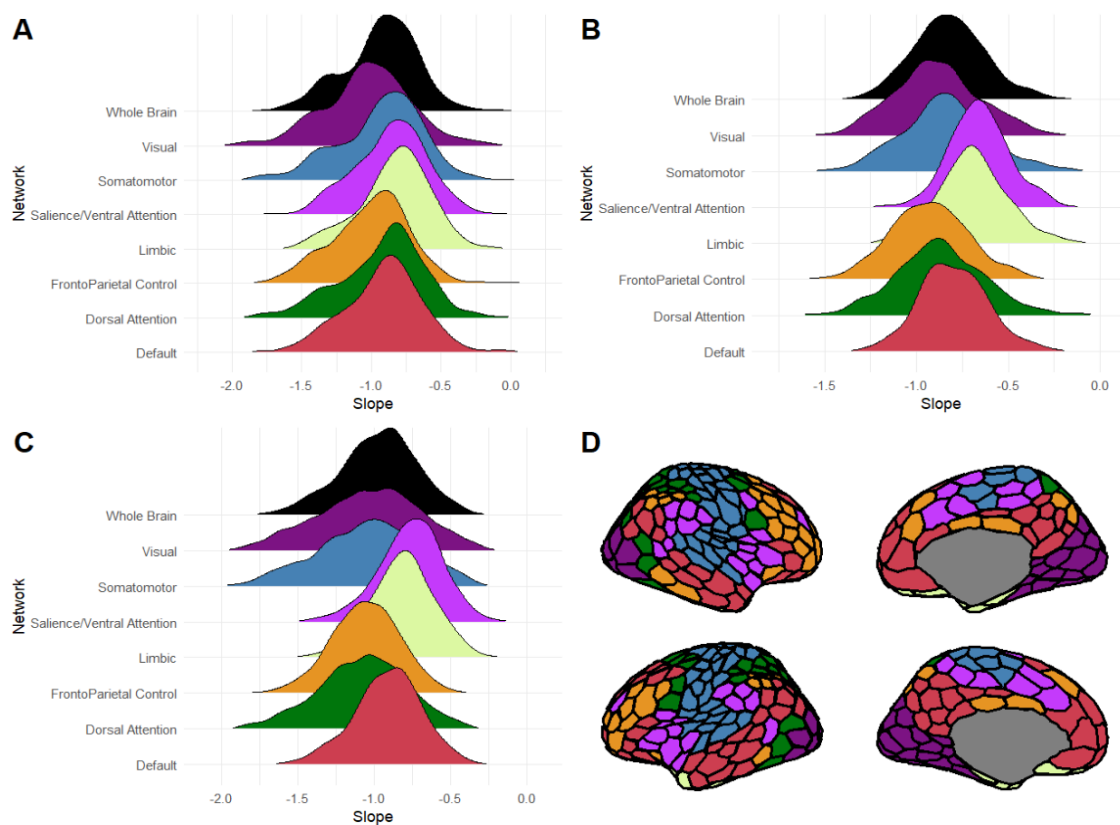 A
Network
Whole Brain
Visual
Somatomotor
Salience/Ventral Attention
Limbic
FrontoParietal Control
Dorsal Attention
Default
-2.0 -1.5 -1.0 -0.5 0.0
Slope
B
Network
Whole Brain
Visual
Somatomotor
Salience/Ventral Attention
Limbic
FrontoParietal Control
Dorsal Attention
Default
-1.5 -1.0 -0.5 0.0
Slope
C
Network
Whole Brain
Visual
Somatomotor
Salience/Ventral Attention
Limbic
FrontoParietal Control
Dorsal Attention
Default
-2.0 -1.5 -1.0 -0.5 0.0
Slope
D